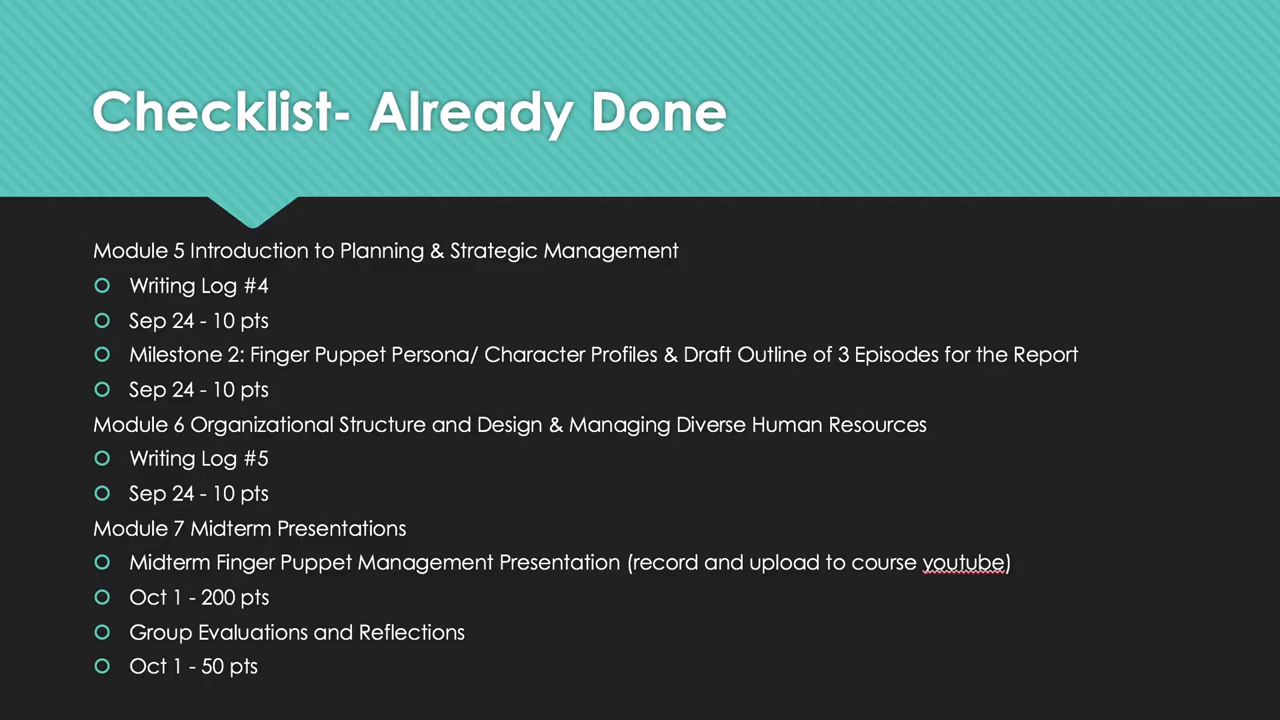 Checklist- Already Done
Module 5 Introduction to Planning & Strategic Management
Writing Log #4
Sep 24 - 10 pts
Milestone 2: Finger Puppet Persona/ Character Profiles & Draft Outline of 3 Episodes for the Report
Sep 24 - 10 pts
Module 6 Organizational Structure and Design & Managing Diverse Human Resources
Writing Log #5
Sep 24 - 10 pts
Module 7 Midterm Presentations
Midterm Finger Puppet Management Presentation (record and upload to course youtube)
Oct 1 - 200 pts
Group Evaluations and Reflections
Oct 1 - 50 pts